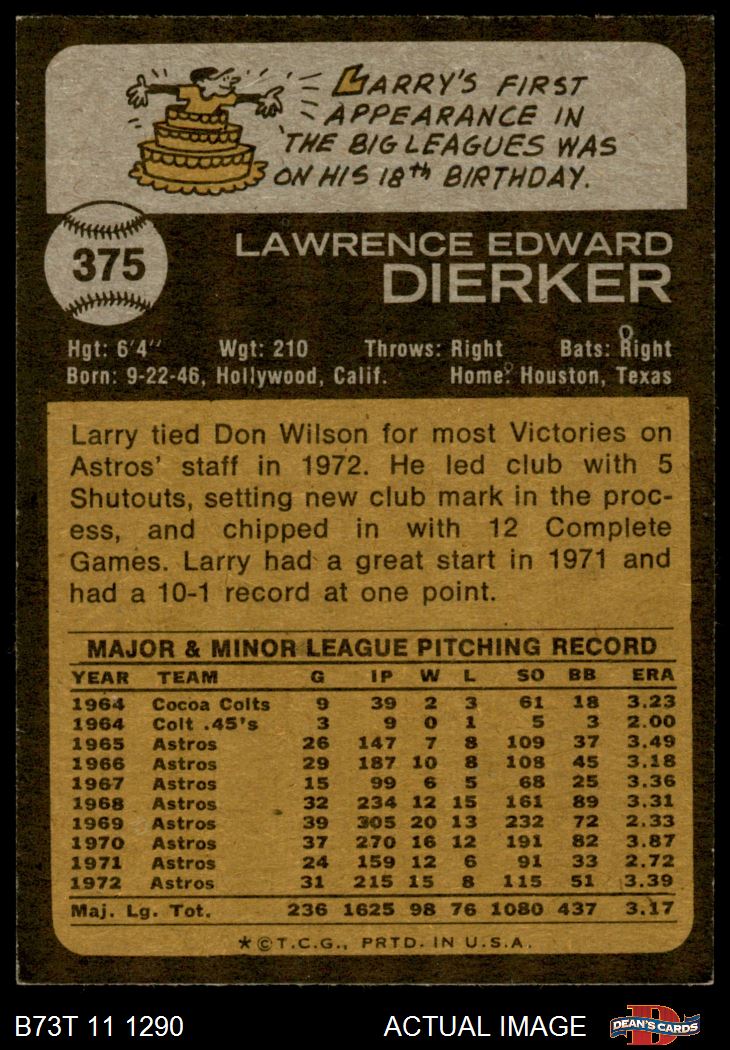 LARRY'S FIRST
APPEARANCE IN
THE BIG LEAGUES WAS
ON HIS 18th BIRTHDAY.
375
LAWRENCE EDWARD
DIERKER
Hgt: 6'4" Wgt: 210 Throws: Right Bats: Right
Born: 9-22-46, Hollywood, Calif. Home: Houston, Texas
Larry tied Don Wilson for most Victories on
Astros' staff in 1972. He led club with 5
Shutouts, setting new club mark in the proc-
ess, and chipped in with 12 Complete
Games. Larry had a great start in 1971 and
had a 10-1 record at one point.
MAJOR & MINOR LEAGUE PITCHING RECORD
YEAR TEAM G IP W L SO BB ERA
1964 Cocoa Colts 9 39 2 3 61 18 3.23
1964 Colt .45's 3 9 0 1 5 3 2.00
1965 Astros 26 147 7 8 109 37 3.49
1966 Astros 29 187 10 8 108 45 3.18
1967 Astros 15 99 6 5 68 25 3.36
1968 Astros 32 234 12 15 161 89 3.31
1969 Astros 39 305 20 13 232 72 2.33
1970 Astros 37 270 16 12 191 82 3.87
1971 Astros 24 159 12 6 91 33 2.72
1972 Astros 31 215 15 8 115 51 3.39
Maj. Lg. Tot. 236 1625 98 76 1080 437 3.17
★©T.C.G., PRTD. IN U.S.A.
B73T 11 1290 ACTUAL IMAGE D DEAN'S CARDS